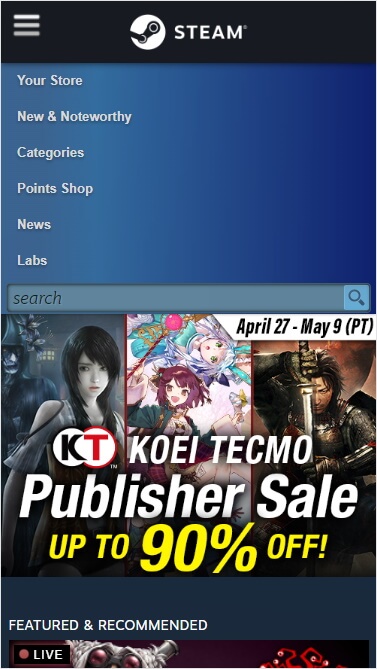 STEAM®
Your Store
New & Noteworthy
Categories
Points Shop
News
Labs
search
April 27 - May 9 (PT)
KT™ KOEI TECMO
Publisher Sale
UP TO 90% OFF!
FEATURED & RECOMMENDED
LIVE